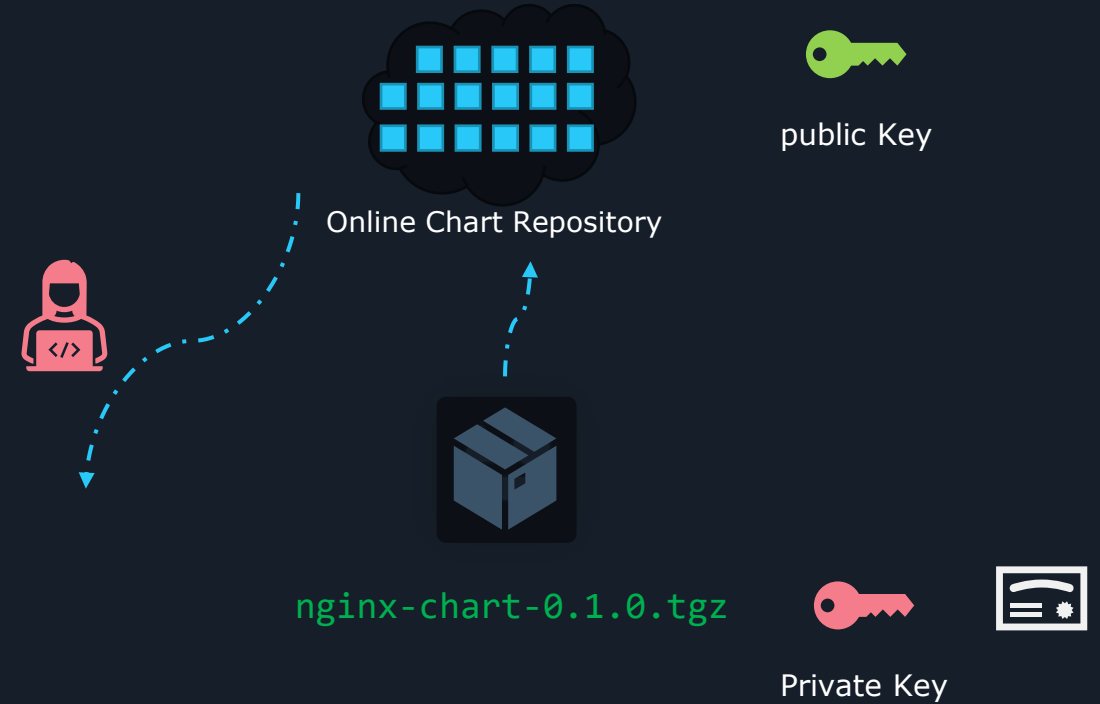 public Key
Online Chart Repository
</>
nginx-chart-0.1.0.tgz
Private Key